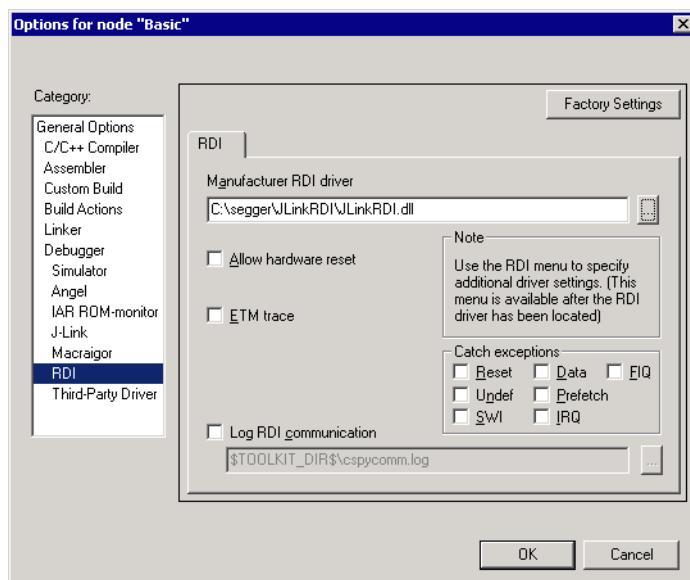 Options for node "Basic"
Category:
General Options
C/C++ Compiler
Assembler
Custom Build
Build Actions
Linker
Debugger
Simulator
Angel
IAR ROM-monitor
J-Link
Macraigor
RDI
Third-Party Driver
Factory Settings
RDI
Manufacturer RDI driver
C:\segger\JLinkRDI\JLinkRDI.dll
...
Allow hardware reset
ETM trace
Note
Use the RDI menu to specify
additional driver settings. (This
menu is available after the RDI
driver has been located)
Catch exceptions
Reset Data FIQ
Undef Prefetch
SWI IRQ
Log RDI communication
$TOOLKIT_DIR$\cspycomm.log
...
OK Cancel